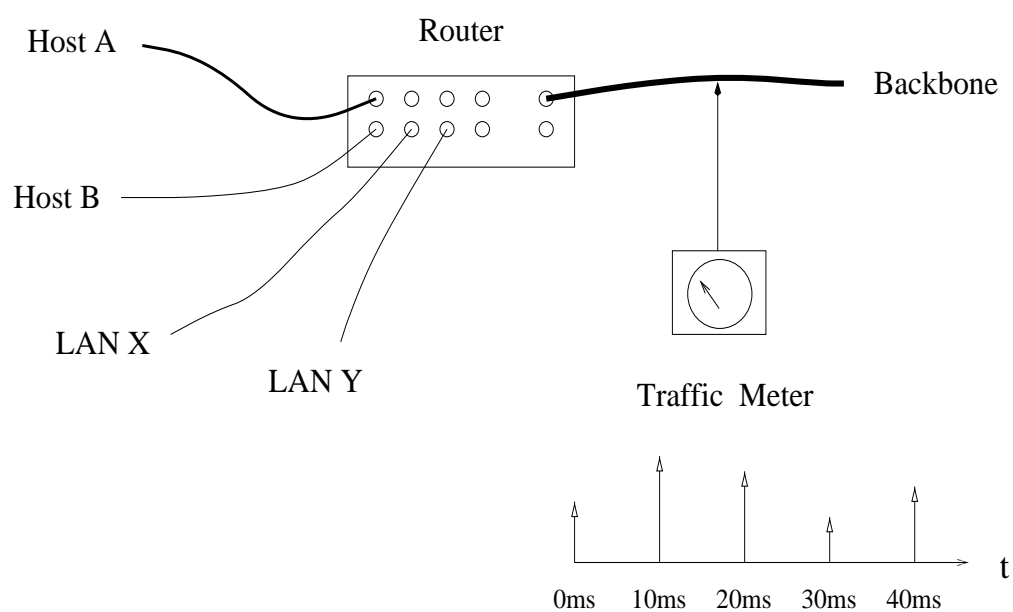 Router
Host A
Backbone
Host B
LAN X
LAN Y
Traffic Meter
t
0ms 10ms 20ms 30ms 40ms